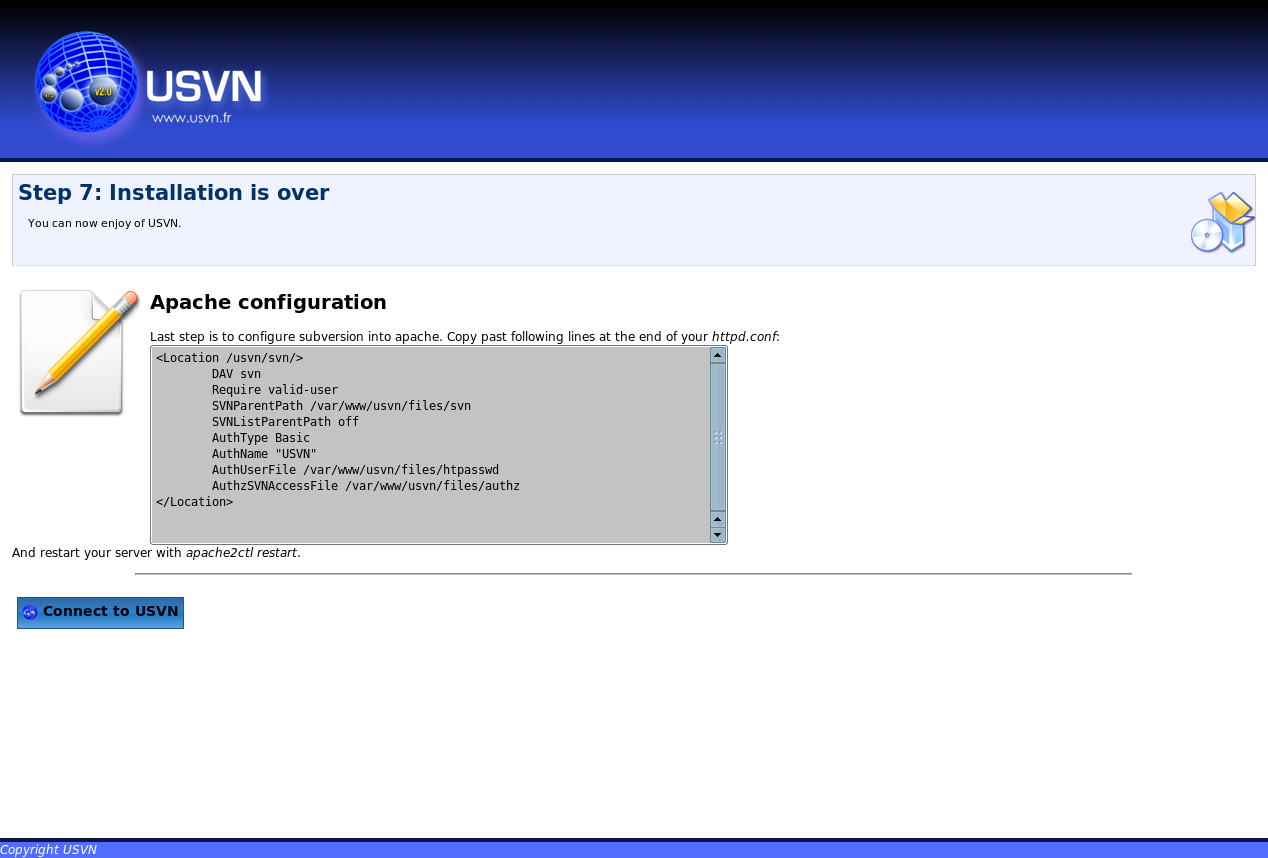 v2.0
USVN
www.usvn.fr
Step 7: Installation is over
You can now enjoy of USVN.
Apache configuration
Last step is to configure subversion into apache. Copy past following lines at the end of your httpd.conf:
<Location /usvn/svn/>
DAV svn
Require valid-user
SVNParentPath /var/www/usvn/files/svn
SVNListParentPath off
AuthType Basic
AuthName "USVN"
AuthUserFile /var/www/usvn/files/htpasswd
AuthzSVNAccessFile /var/www/usvn/files/authz
</Location>
And restart your server with apache2ctl restart.
Connect to USVN
Copyright USVN